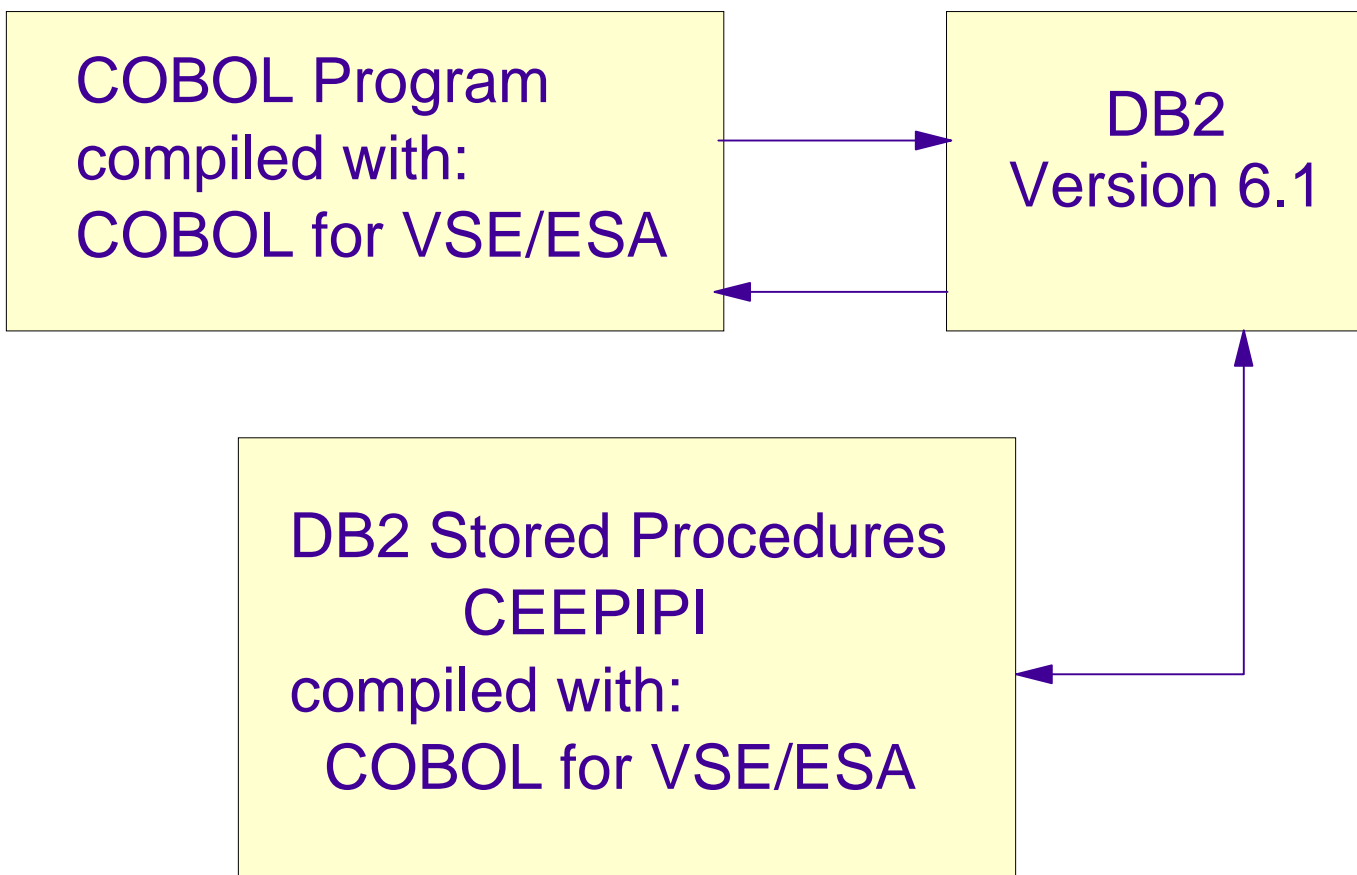 COBOL Program
compiled with:
COBOL for VSE/ESA
DB2
Version 6.1
DB2 Stored Procedures
CEEPIPI
compiled with:
COBOL for VSE/ESA